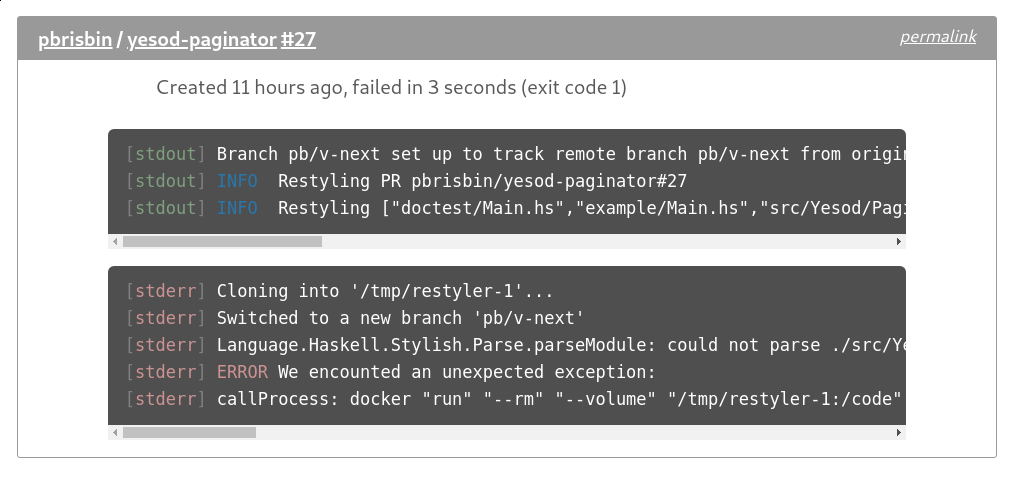 pbrisbin / yesod-paginator #27
permalink
Created 11 hours ago, failed in 3 seconds (exit code 1)
[stdout] Branch pb/v-next set up to track remote branch pb/v-next from origin
[stdout] INFO  Restyling PR pbrisbin/yesod-paginator#27
[stdout] INFO  Restyling ["doctest/Main.hs","example/Main.hs","src/Yesod/Pagi
[stderr] Cloning into '/tmp/restyler-1'...
[stderr] Switched to a new branch 'pb/v-next'
[stderr] Language.Haskell.Stylish.Parse.parseModule: could not parse ./src/Ye
[stderr] ERROR We encounted an unexpected exception:
[stderr] callProcess: docker "run" "--rm" "--volume" "/tmp/restyler-1:/code"